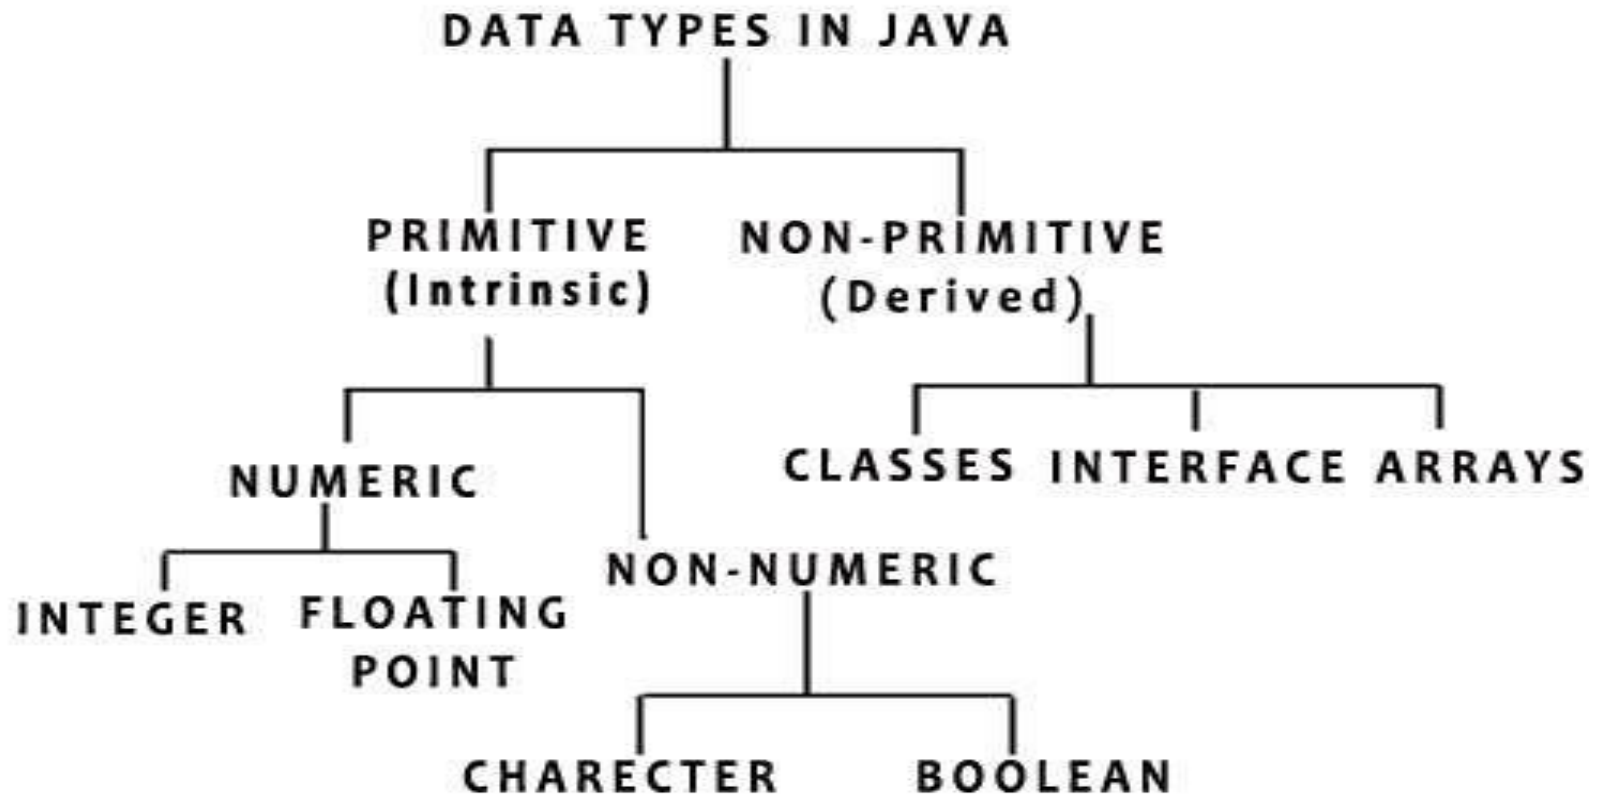 DATA TYPES IN JAVA
PRIMITIVE
(Intrinsic)
NON-PRIMITIVE
(Derived)
NUMERIC
CLASSES
INTERFACE
ARRAYS
NON-NUMERIC
INTEGER
FLOATING
POINT
CHARECTER
BOOLEAN